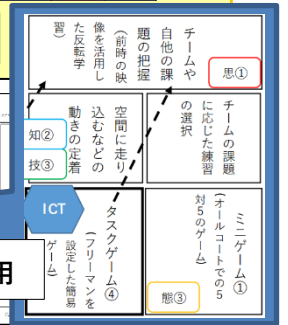 チームや
自他の課
題の把握
(前時の映
像を活用し
た反転学
習)
思①
チームの課題
に応じた練習
の選択
空間に走り
込むなどの
動きの定着
知②
技③
ミニゲーム①
(オールコートでの5
対5のゲーム)
態③
タスクゲーム④
(フリーマンを
設定した簡易
ゲーム)
ICT
用